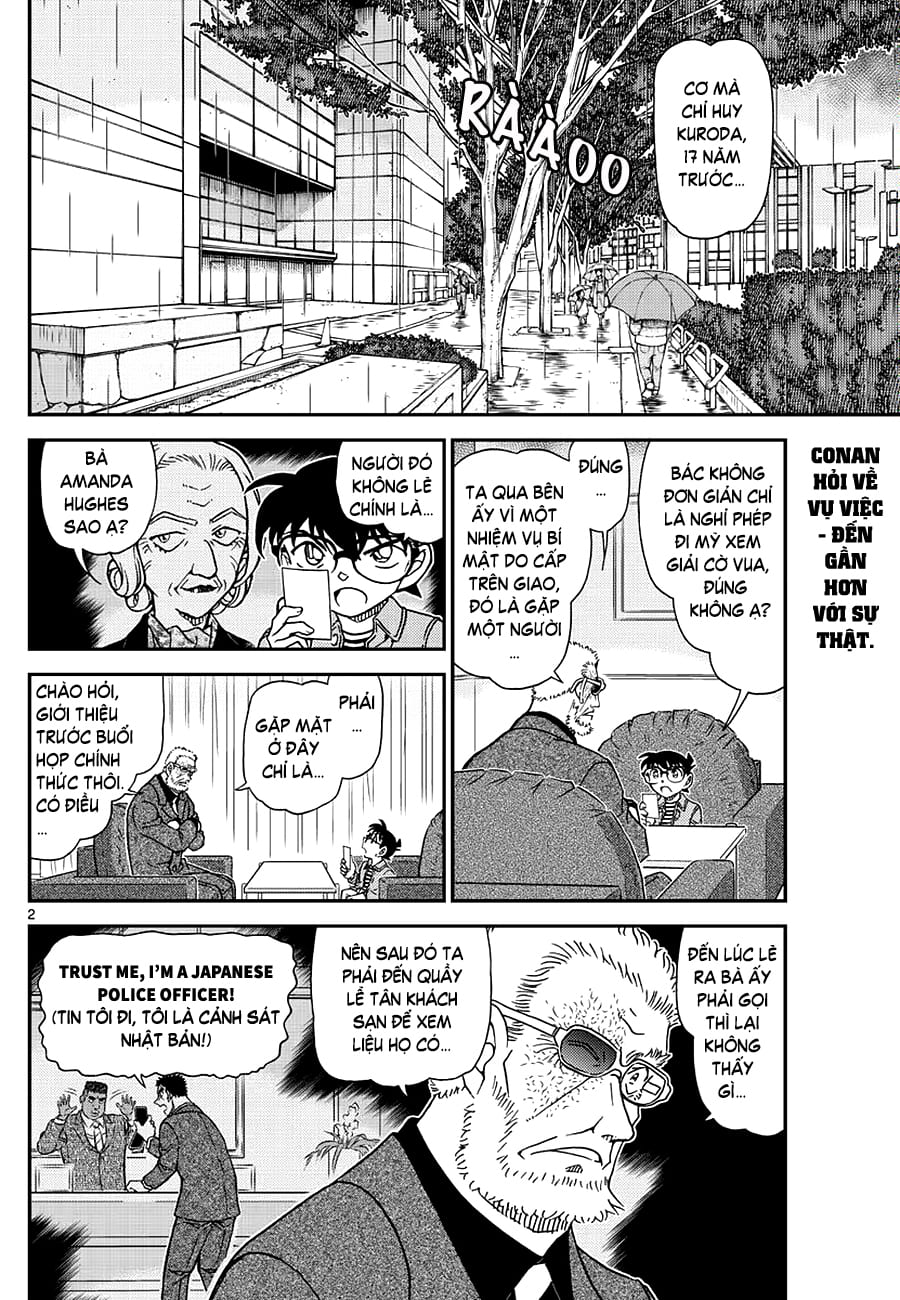 CƠ MÀ
CHỈ HUY
KURODA,
17 NĂM
TRƯỚC...
RÀÀOO
CONAN
HỎI VỀ
VỤ VIỆC
- ĐẾN
GẦN
HƠN
VỚI SỰ
THẬT.
BÁC KHÔNG
ĐƠN GIẢN CHỈ
LÀ NGHỈ PHÉP
ĐI MỸ XEM
GIẢI CỜ VUA,
ĐÚNG
KHÔNG Ạ?
ĐÚNG
...
TA QUA BÊN
ẤY VÌ MỘT
NHIỆM VỤ BÍ
MẬT DO CẤP
TRÊN GIAO,
ĐÓ LÀ GẶP
MỘT NGƯỜI
...
NGƯỜI ĐÓ
KHÔNG LẼ
CHÍNH LÀ...
BÀ
AMANDA
HUGHES
SAO Ạ?
PHẢI
...
GẶP MẶT
Ở ĐÂY
CHỈ LÀ...
CHÀO HỎI,
GIỚI THIỆU
TRƯỚC BUỔI
HỌP CHÍNH
THỨC THÔI.
CÓ ĐIỀU
...
2
ĐẾN LÚC LẼ
RA BÀ ẤY
PHẢI GỌI
THÌ LẠI
KHÔNG
THẤY
GÌ...
NÊN SAU ĐÓ TA
PHẢI ĐẾN QUẦY
LỄ TÂN KHÁCH
SẠN ĐỂ XEM
LIỆU HỌ CÓ...
TRUST ME, I'M A JAPANESE
POLICE OFFICER!
(TIN TÔI ĐI, TÔI LÀ CẢNH SÁT
NHẬT BẢN!)